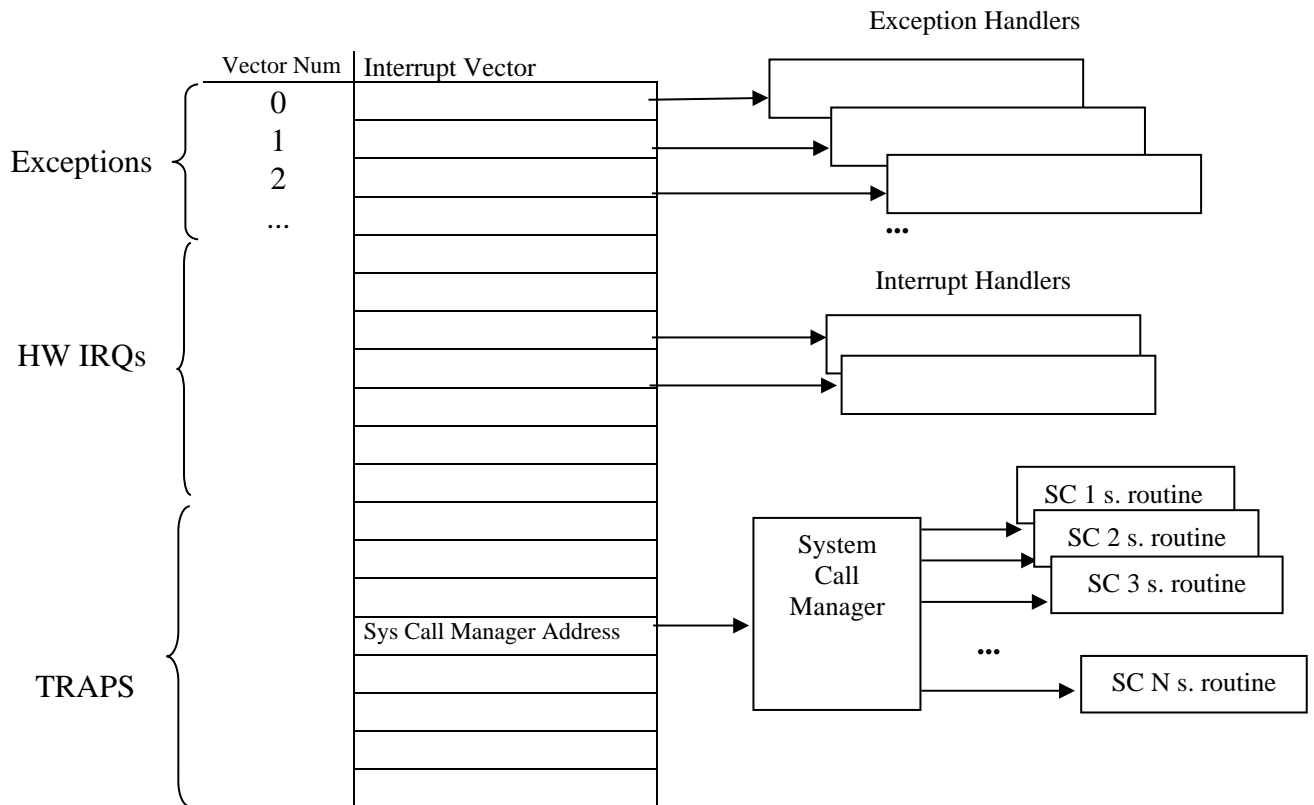 Exception Handlers
Vector Num
Interrupt Vector
0
1
2
...
Exceptions
...
Interrupt Handlers
HW IRQs
SC 1 s. routine
System
Call
Manager
SC 2 s. routine
SC 3 s. routine
Sys Call Manager Address
...
TRAPS
SC N s. routine